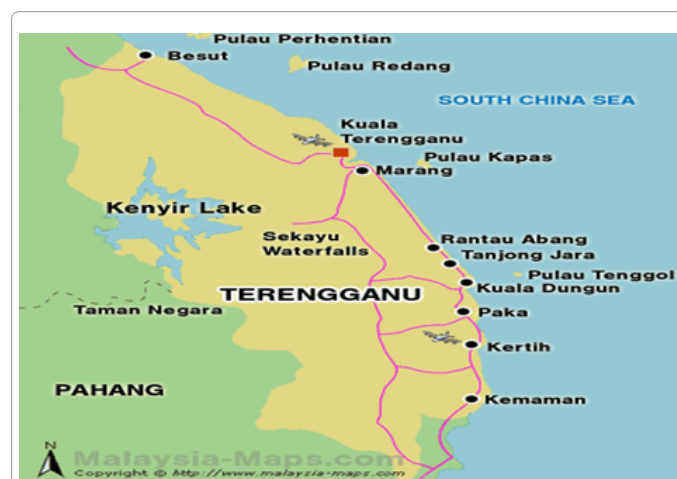 Pulau Perhentian
Besut
Pulau Redang
SOUTH CHINA SEA
Kuala
Terengganu
Pulau Kapas
Marang
Kenyir Lake
Sekayu
Waterfalls
Rantau Abang
Tanjong Jara
Pulau Tenggol
Kuala Dungun
TERENGGANU
Taman Negara
Paka
Kertih
PAHANG
Kemaman
N
Malaysia-Maps.com
Copyright © http://www.malaysia-maps.com